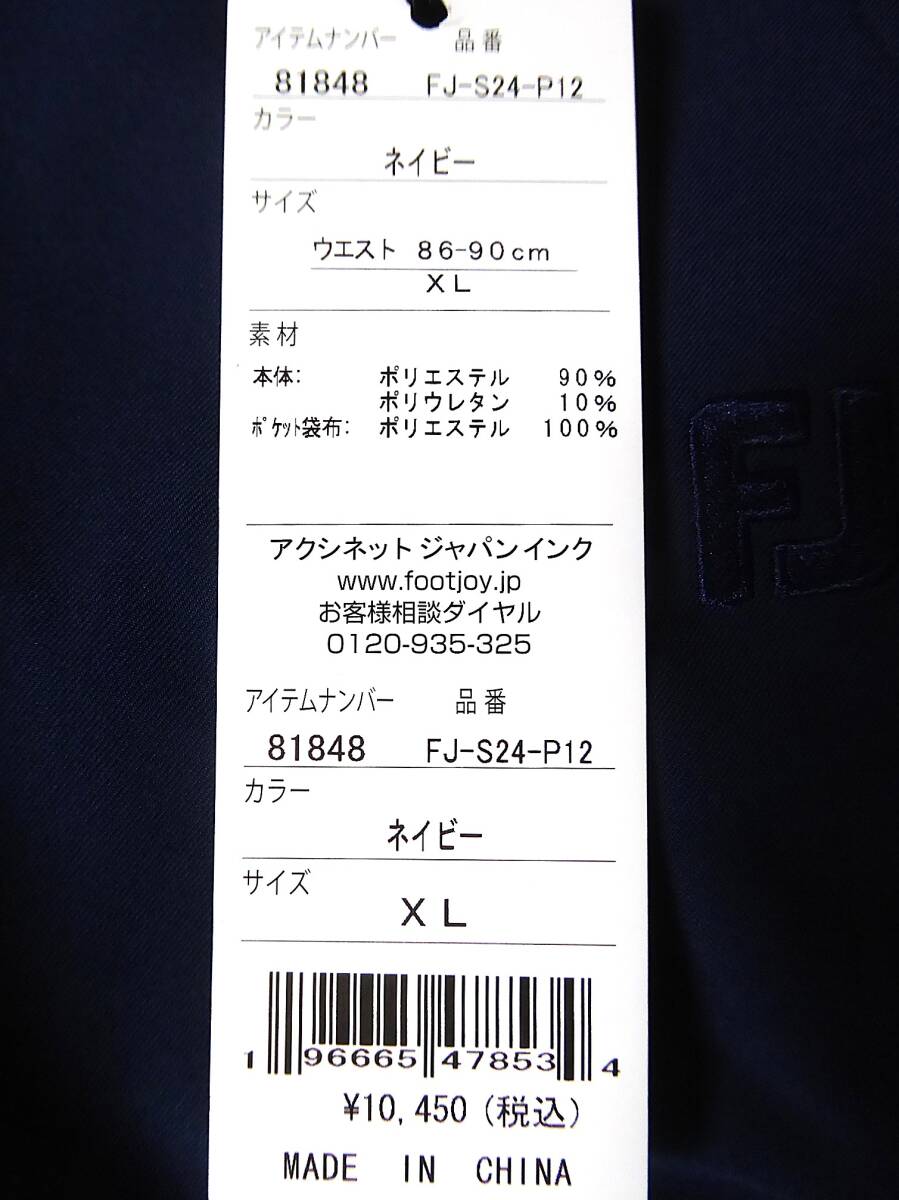 アイテムナンバー 品番
81848 FJ-S24-P12
カラー
ネイビー
サイズ
ウエスト 86-90cm
XL
素材
本体: ポリエステル 90%
ポリウレタン 10%
ﾎﾟｹｯﾄ袋布: ポリエステル 100%
FJ
アクシネット ジャパン インク
www.footjoy.jp
お客様相談ダイヤル
0120-935-325
アイテムナンバー 品番
81848 FJ-S24-P12
カラー
ネイビー
サイズ
XL
1 96665 47853 4
¥10,450(税込)
MADE IN CHINA